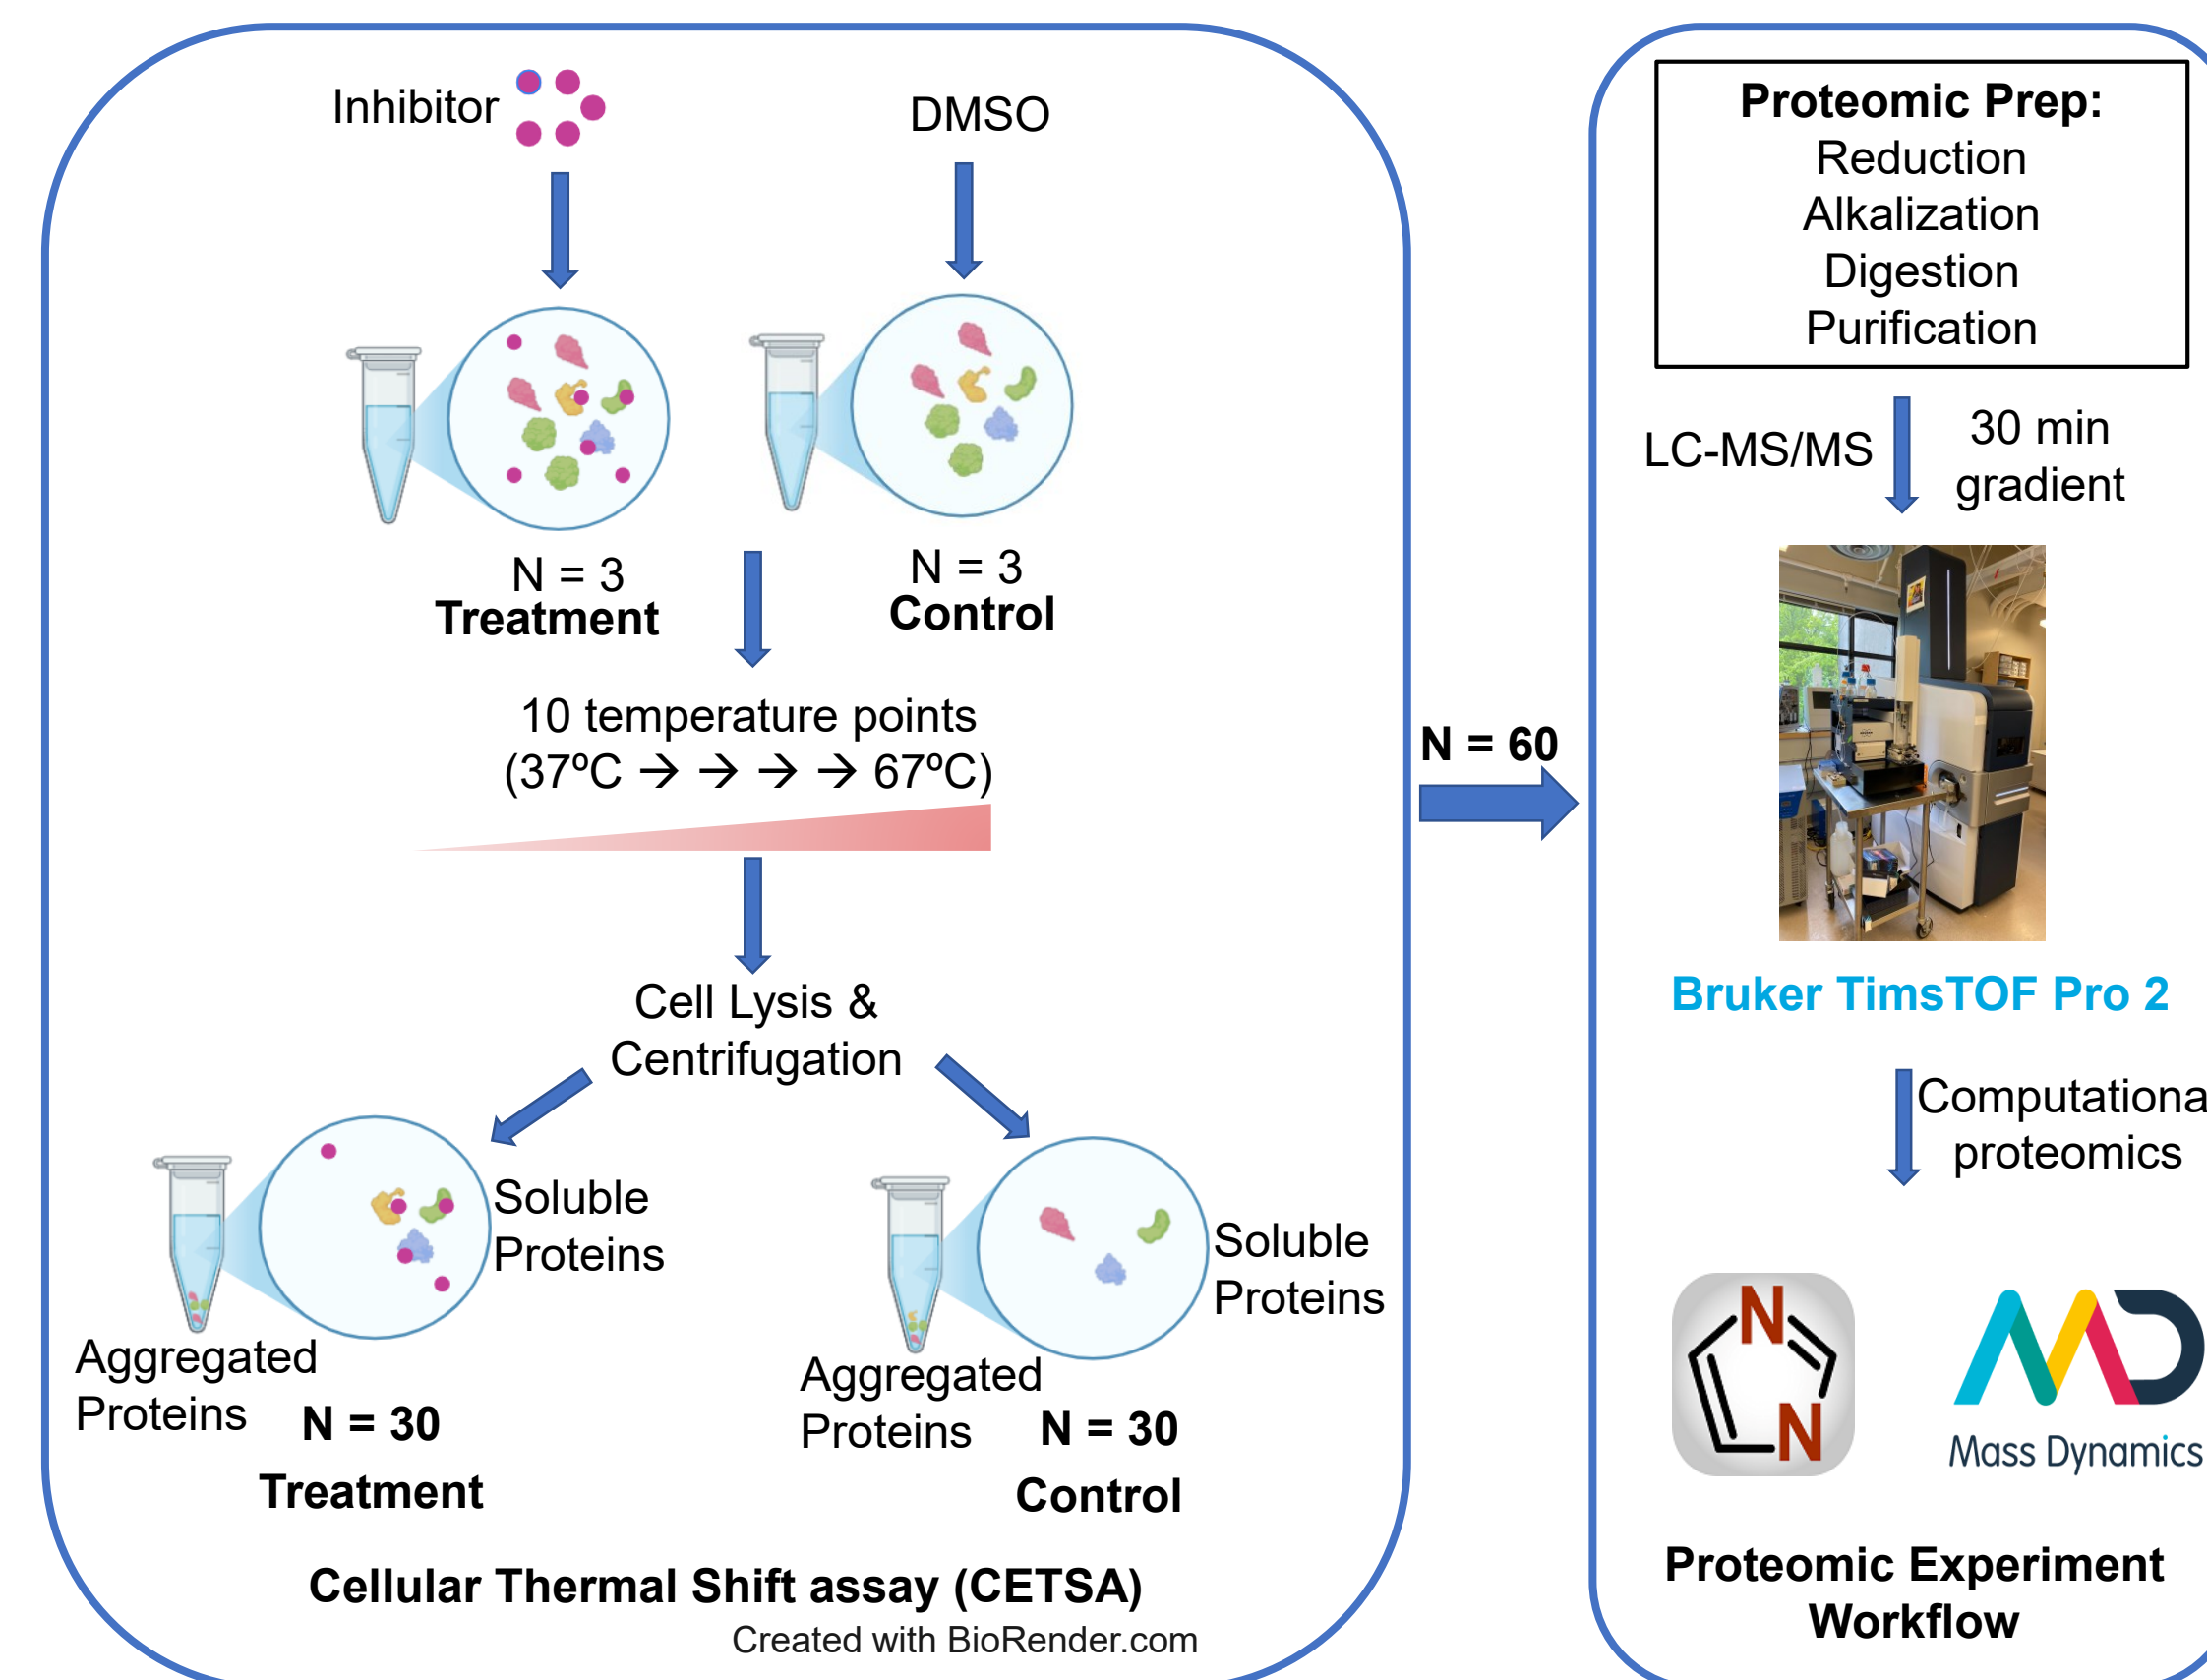 Inhibitor
DMSO
N = 3
Treatment
N = 3
Control
10 temperature points
(37ºC → → → → 67ºC)
Cell Lysis &
Centrifugation
Soluble
Proteins
Aggregated
Proteins
N = 30
Treatment
Soluble
Proteins
Aggregated
Proteins
N = 30
Control
Cellular Thermal Shift assay (CETSA)
Created with BioRender.com
N = 60
Proteomic Prep:
Reduction
Alkalization
Digestion
Purification
LC-MS/MS
30 min
gradient
Bruker TimsTOF Pro 2
Computationa
proteomics
N
N
MD
Mass Dynamics
Proteomic Experiment
Workflow